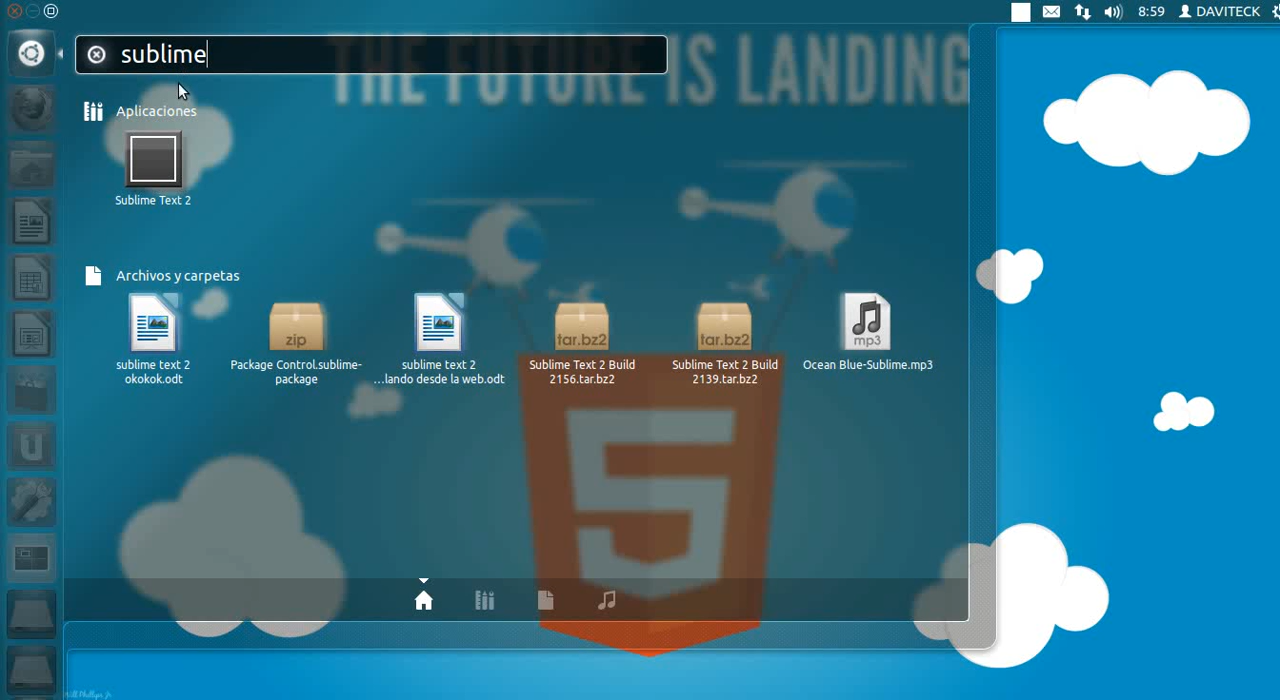 8:59 DAVITECK
sublime
THE FUTURE IS LANDING
Aplicaciones
Sublime Text 2
Archivos y carpetas
sublime text 2
okokok.odt
zip
Package Control.sublime-
package
sublime text 2
...lando desde la web.odt
tar.bz2
Sublime Text 2 Build
2156.tar.bz2
tar.bz2
Sublime Text 2 Build
2139.tar.bz2
mp3
Ocean Blue-Sublime.mp3
U
5